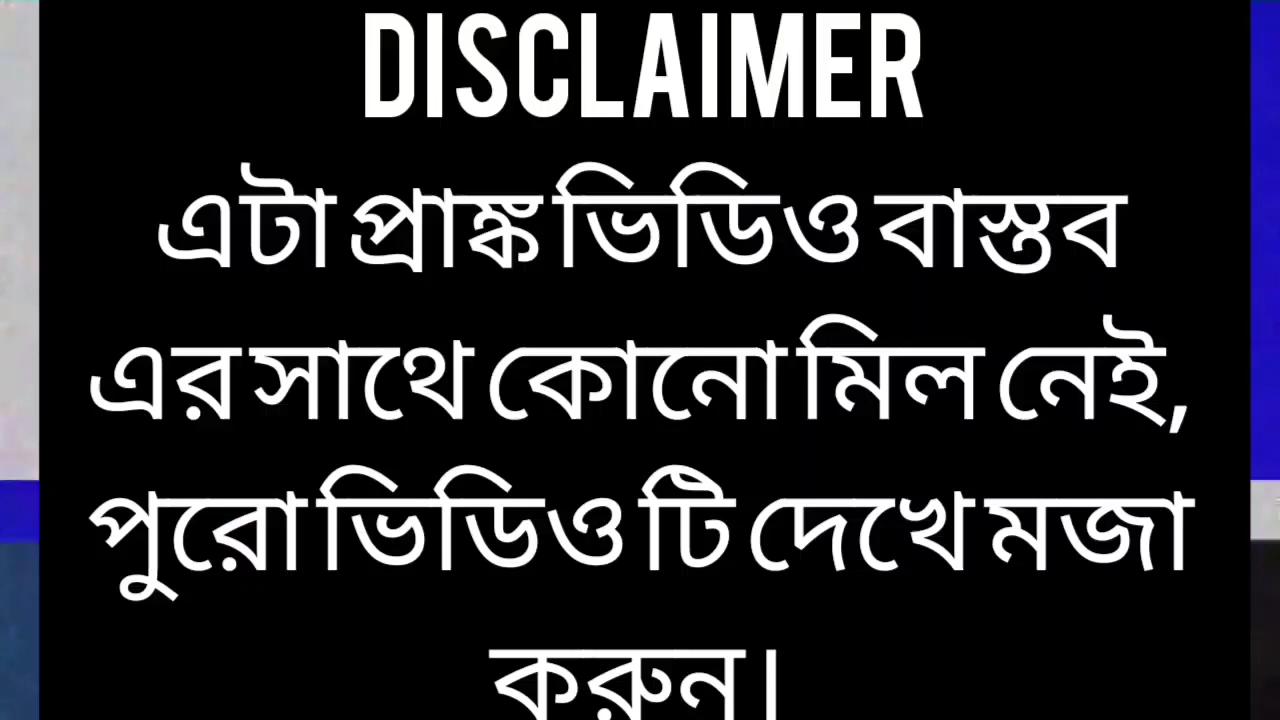 DISCLAIMER
এটা প্রাঙ্ক ভিডিও বাস্তব
এর সাথে কোনো মিল নেই,
পুরো ভিডিও টি দেখে মজা
করুন।